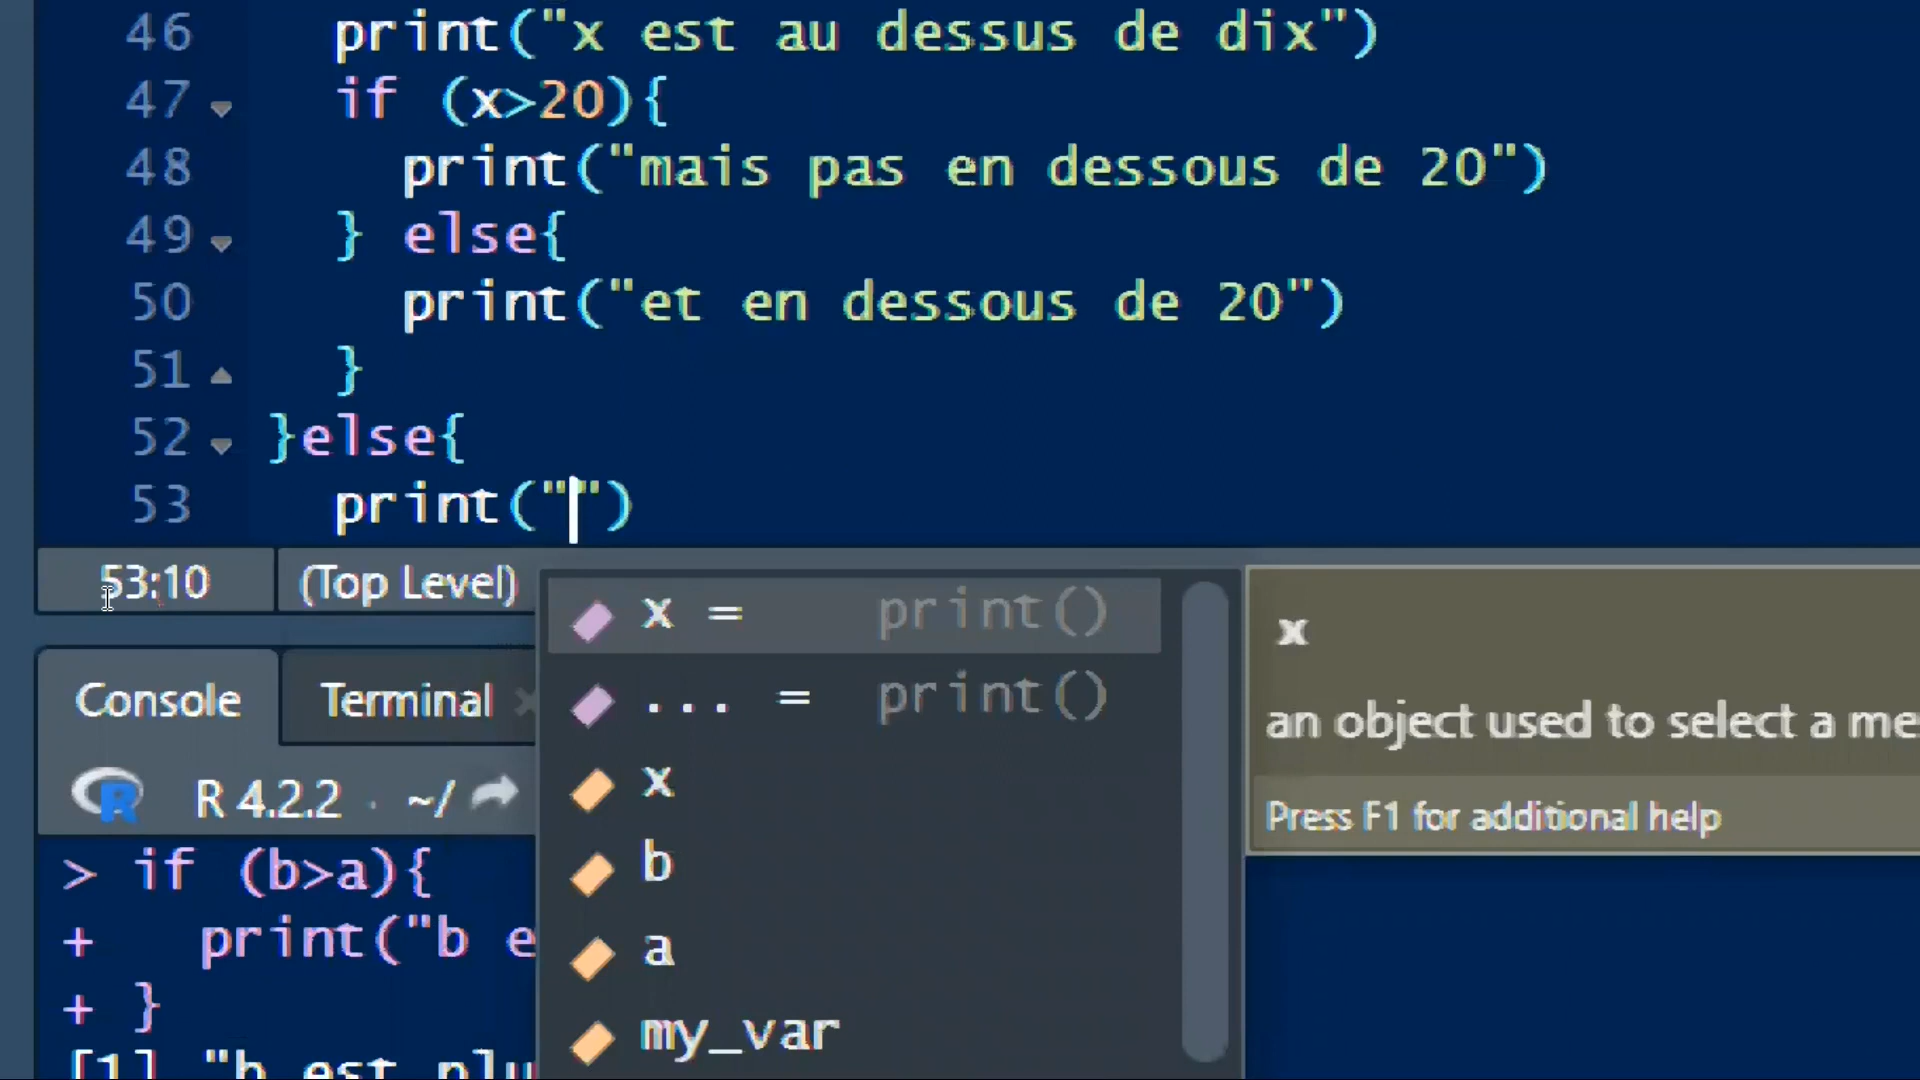 46 print("x est au dessus de dix")
47 if (x>20){
48 print("mais pas en dessous de 20")
49 } else{
50 print("et en dessous de 20")
51 }
52 }else{
53 print("")
53:10 (Top Level)
x = print()
... = print()
x
b
a
my_var
x
an object used to select a me
Press F1 for additional help
Console Terminal
R 4.2.2 · ~/
> if (b>a){
+ print("b e
+ }
[1] "b est plu